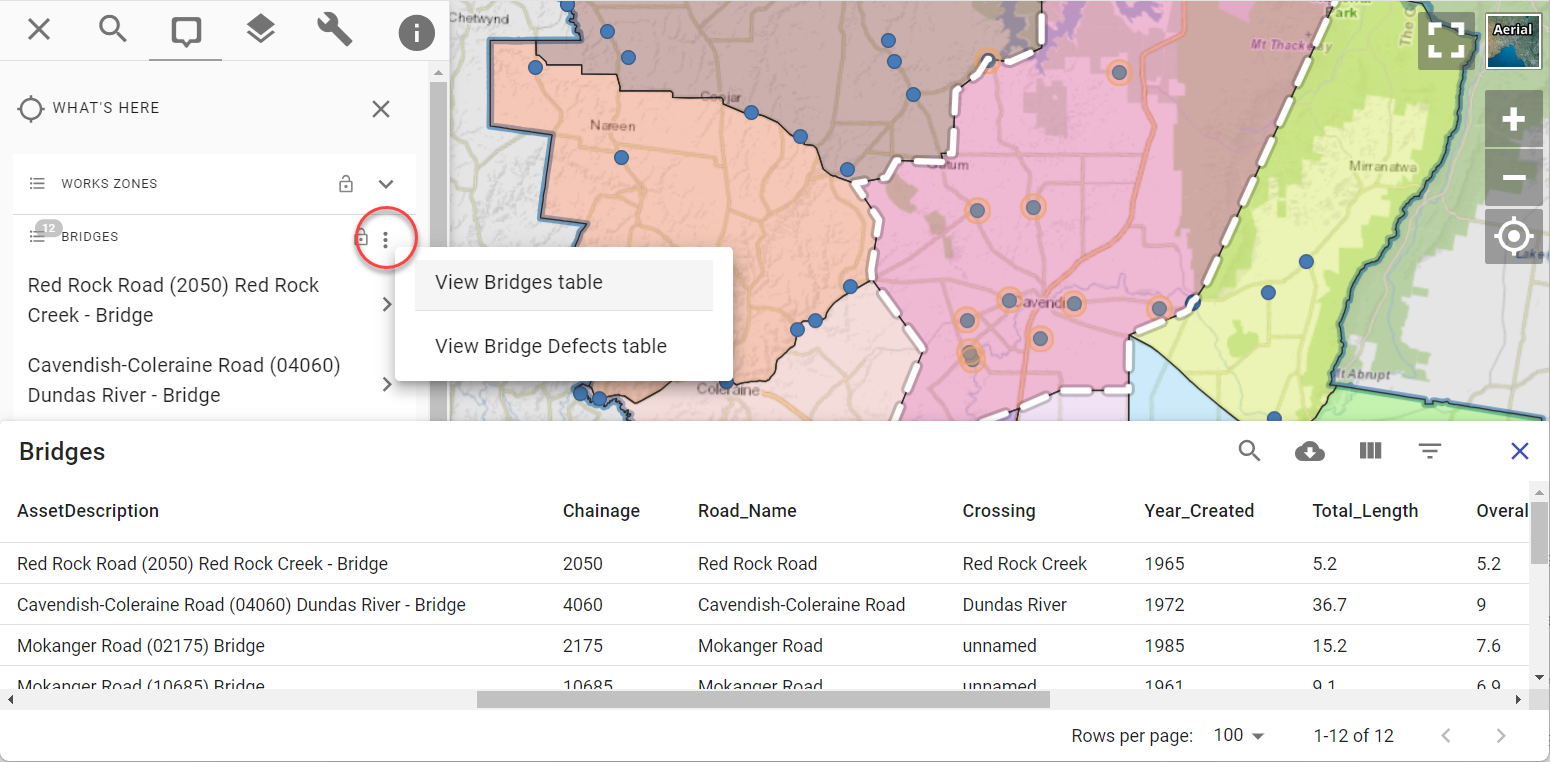 Chetwynd
Park
The G
Mt Thackeray
Aerial
WHAT'S HERE
Coojar
Nareen
Gatum
Mirranatwa
WORKS ZONES
12
BRIDGES
Red Rock Road (2050) Red Rock
Creek - Bridge
Cavendish-Coleraine Road (04060)
Dundas River - Bridge
View Bridges table
View Bridge Defects table
Cavendi
Lake
Mt Abrupt
Coleraine
Bridges
AssetDescription Chainage Road_Name Crossing Year_Created Total_Length Overal
Red Rock Road (2050) Red Rock Creek - Bridge 2050 Red Rock Road Red Rock Creek 1965 5.2 5.2
Cavendish-Coleraine Road (04060) Dundas River - Bridge 4060 Cavendish-Coleraine Road Dundas River 1972 36.7 9
Mokanger Road (02175) Bridge 2175 Mokanger Road unnamed 1985 15.2 7.6
Mokanger Road (10685) Bridge 10685 Mokanger Road unnamed 1961 9.1 6.9
Rows per page: 100 1-12 of 12